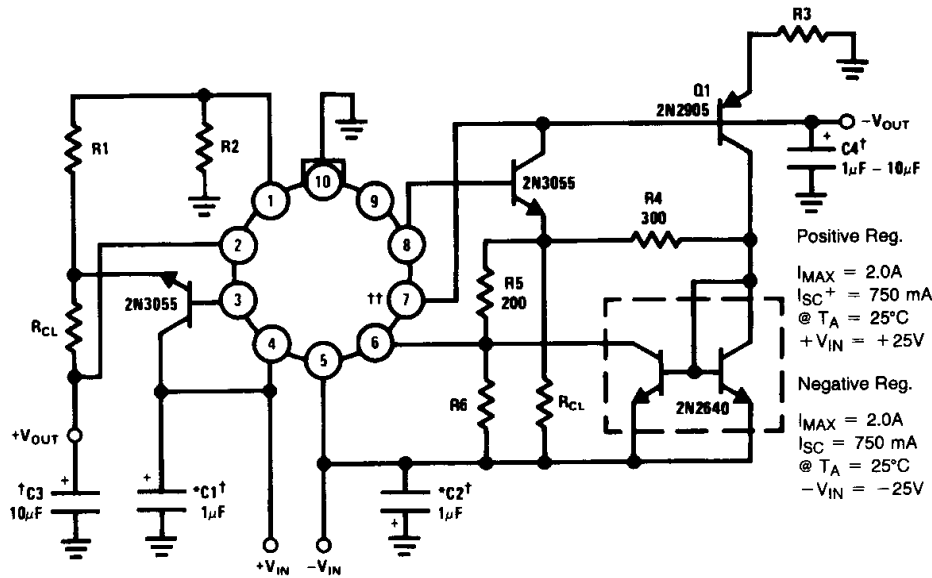 R3
Q1
2N2905
−VOUT
R1
R2
10
1
9
+
C4†
1μF – 10μF
2N3055
2
8
R4
300
Positive Reg.
R5
200
IMAX = 2.0A
ISC+ = 750 mA
@ TA = 25°C
+VIN = +25V
2N3055
3
††
7
RCL
4
5
6
R6
RCL
2N2640
Negative Reg.
+VOUT
IMAX = 2.0A
ISC = 750 mA
@ TA = 25°C
−VIN = −25V
+
†C3
10μF
+
*C1†
1μF
*C2†
1μF
+
+VIN
−VIN